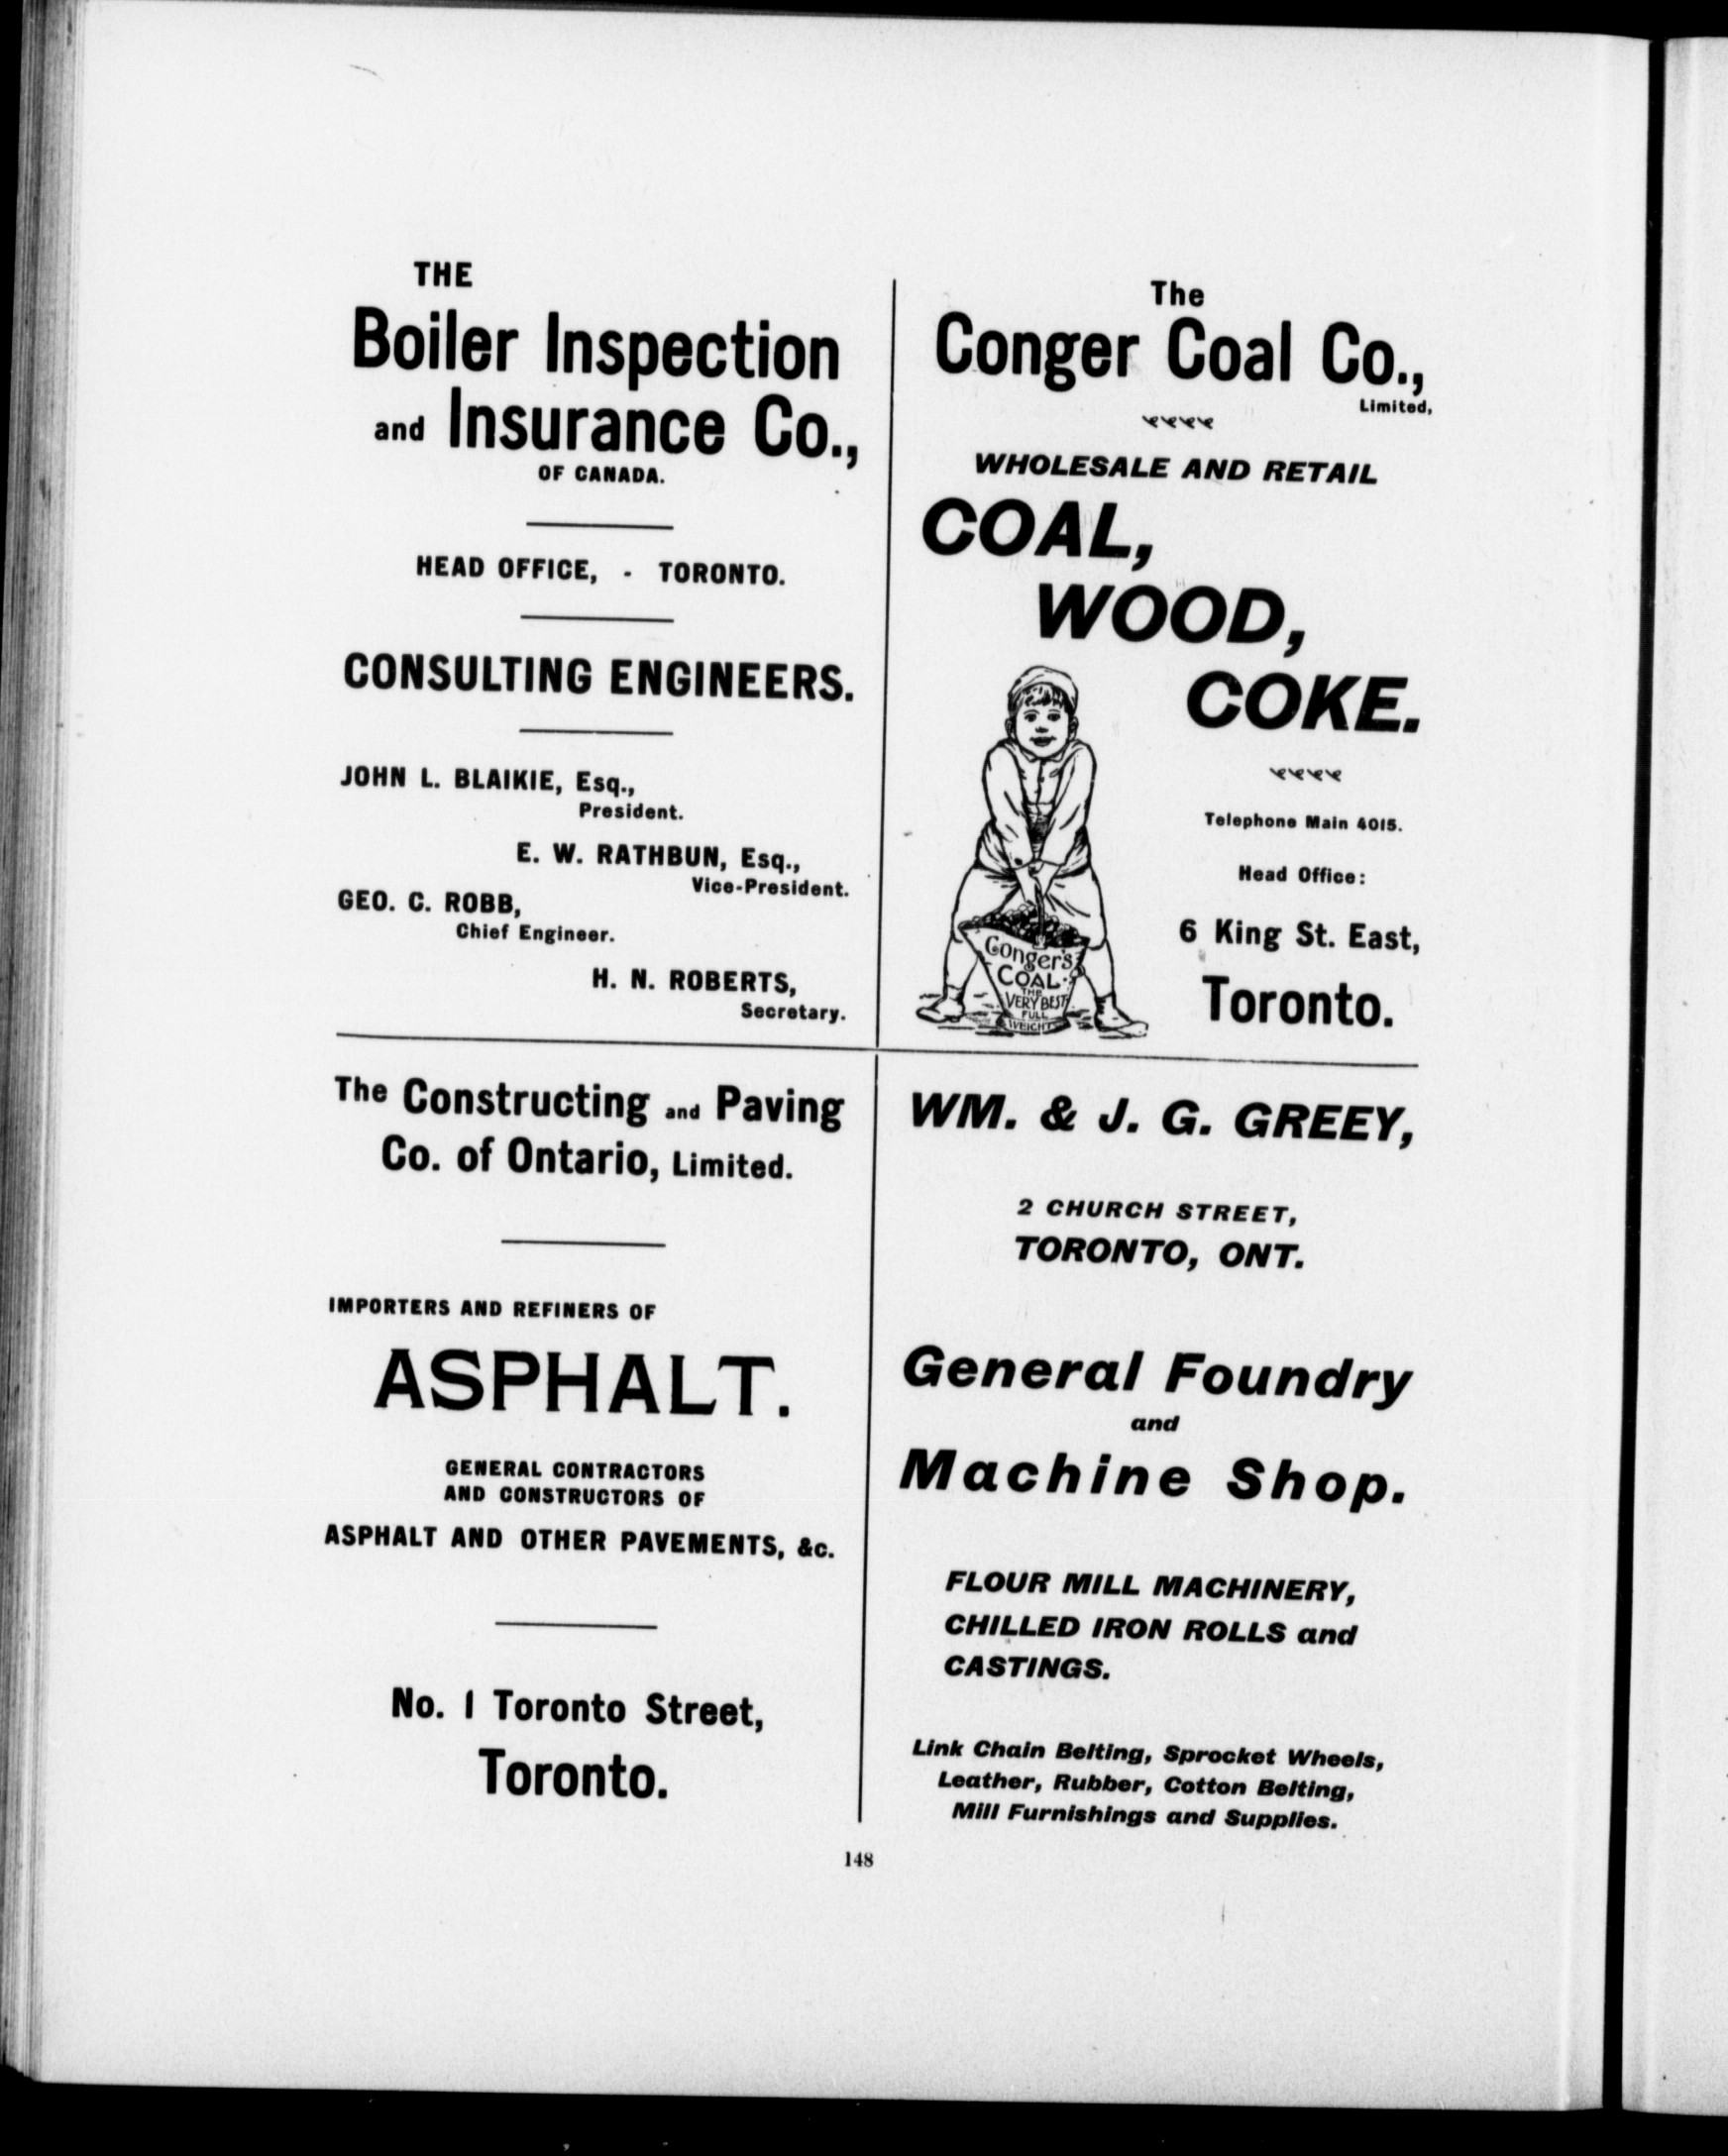 THE
Boiler Inspection
and Insurance Co.,
OF CANADA.
HEAD OFFICE, - TORONTO.
CONSULTING ENGINEERS.
JOHN L. BLAIKIE, Esq.,
President.
E. W. RATHBUN, Esq.,
Vice-President.
GEO. C. ROBB,
Chief Engineer.
H. N. ROBERTS,
Secretary.
The
Conger Coal Co.,
Limited,
WHOLESALE AND RETAIL
COAL,
WOOD,
COKE.
Telephone Main 4015.
Head Office:
6 King St. East,
Toronto.
Conger's
COAL
THE
VERY BEST
FULL
WEIGHT
The Constructing and Paving
Co. of Ontario, Limited.
IMPORTERS AND REFINERS OF
ASPHALT.
GENERAL CONTRACTORS
AND CONSTRUCTORS OF
ASPHALT AND OTHER PAVEMENTS, &c.
No. 1 Toronto Street,
Toronto.
WM. & J. G. GREEY,
2 CHURCH STREET,
TORONTO, ONT.
General Foundry
and
Machine Shop.
FLOUR MILL MACHINERY,
CHILLED IRON ROLLS and
CASTINGS.
Link Chain Belting, Sprocket Wheels,
Leather, Rubber, Cotton Belting,
Mill Furnishings and Supplies.
148